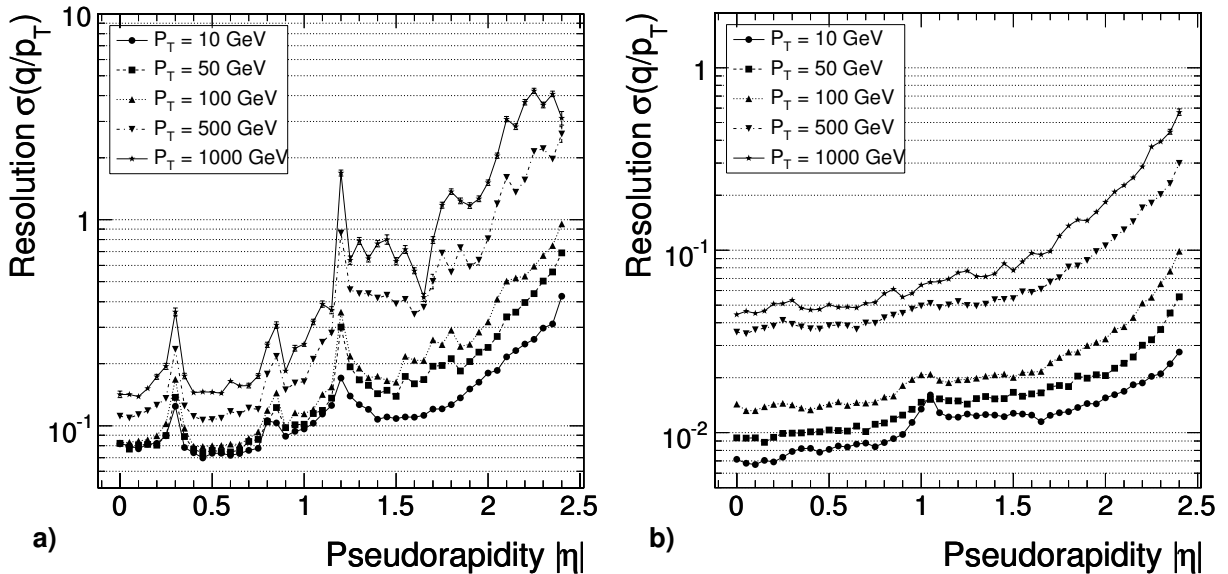 Resolution σ(q/p_T)
10
1
10^-1
P_T = 10 GeV
P_T = 50 GeV
P_T = 100 GeV
P_T = 500 GeV
P_T = 1000 GeV
0 0.5 1 1.5 2 2.5
a)
Pseudorapidity |η|
Resolution σ(q/p_T)
1
10^-1
10^-2
P_T = 10 GeV
P_T = 50 GeV
P_T = 100 GeV
P_T = 500 GeV
P_T = 1000 GeV
0 0.5 1 1.5 2 2.5
b)
Pseudorapidity |η|